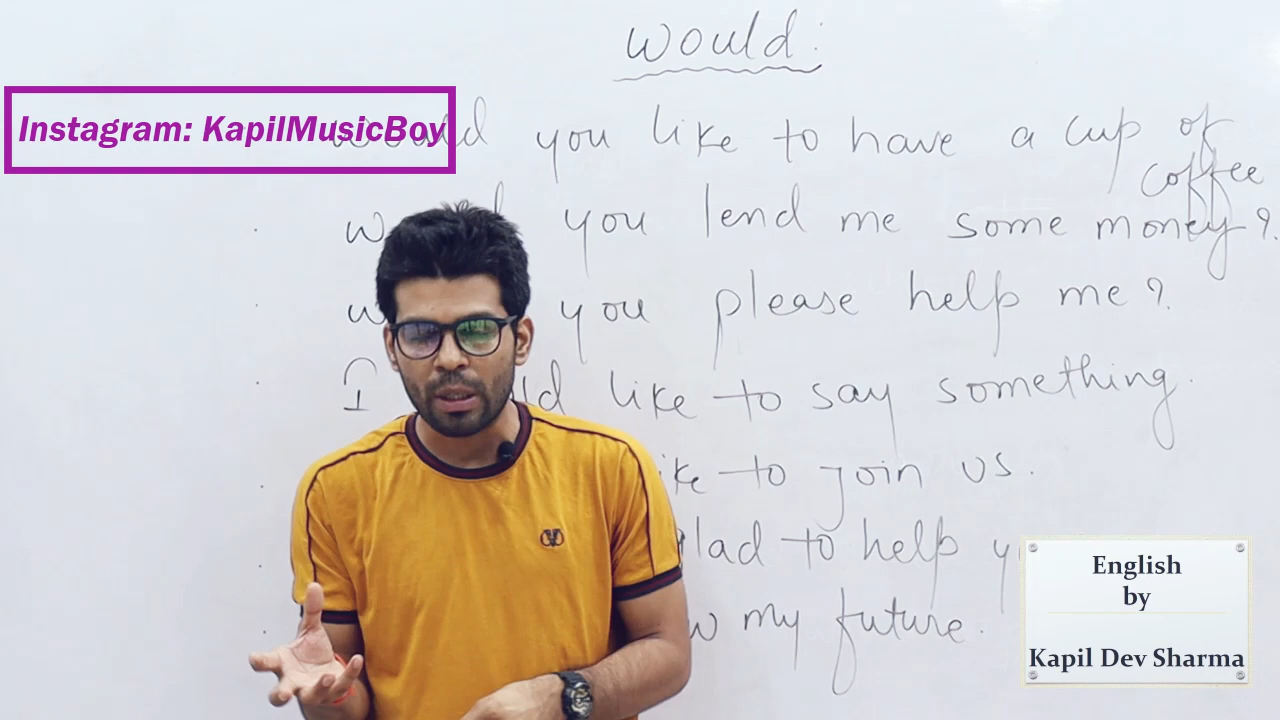 would:
Instagram: KapilMusicBoy
would you like to have a cup of
coffee
you lend me some money?
you please help me?
I like to say something.
to join us.
to help
my future.
English
by
Kapil Dev Sharma